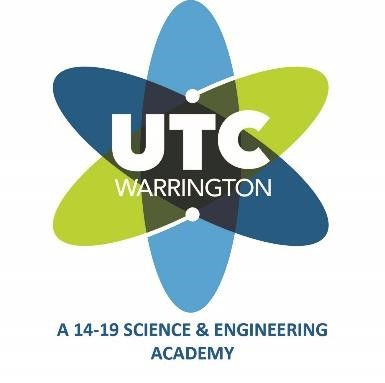 UTC
WARRINGTON
A 14-19 SCIENCE & ENGINEERING
ACADEMY